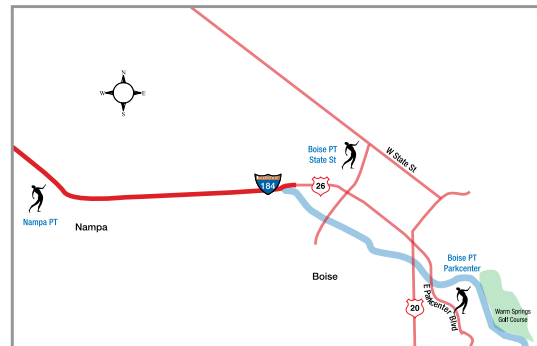 N
W E
S
Boise PT
State St
W State St
184
26
Nampa PT
Nampa
Boise PT
Parkcenter
Boise
E Parkcenter Blvd
20
Warm Springs
Golf Course